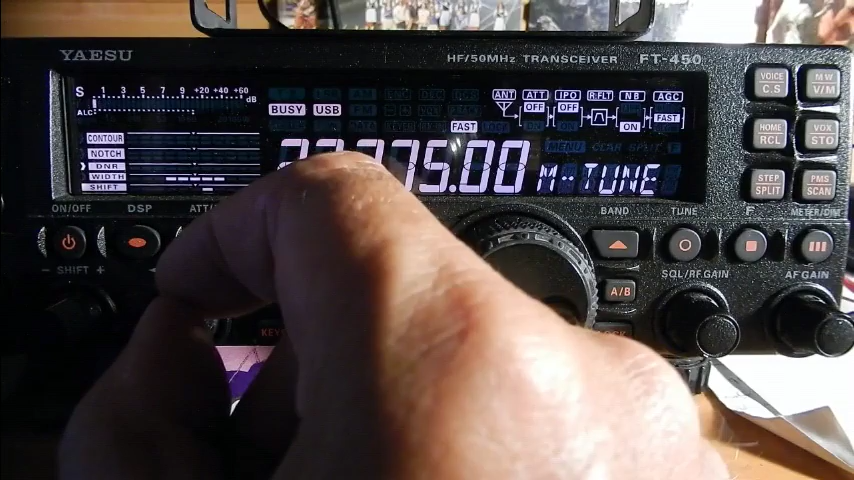 YAESU
HF/50MHz TRANSCEIVER FT-450
S 1 3 5 7 9 +20 +40 +60 dB
ALC
BUSY USB
FAST
ANT ATT IPO R.FLT NB AGC
OFF OFF ON FAST
CONTOUR
NOTCH
DNR
WIDTH
SHIFT
75.00 M-TUNE
MENU CLEAR SPLIT F
VOICE C.S
M W V/M
HOME RCL
VOX STO
STEP SPLIT
PMS SCAN
ON/OFF DSP
BAND TUNE F METER/DIM
- SHIFT +
A/B
SQL/RF GAIN AF GAIN